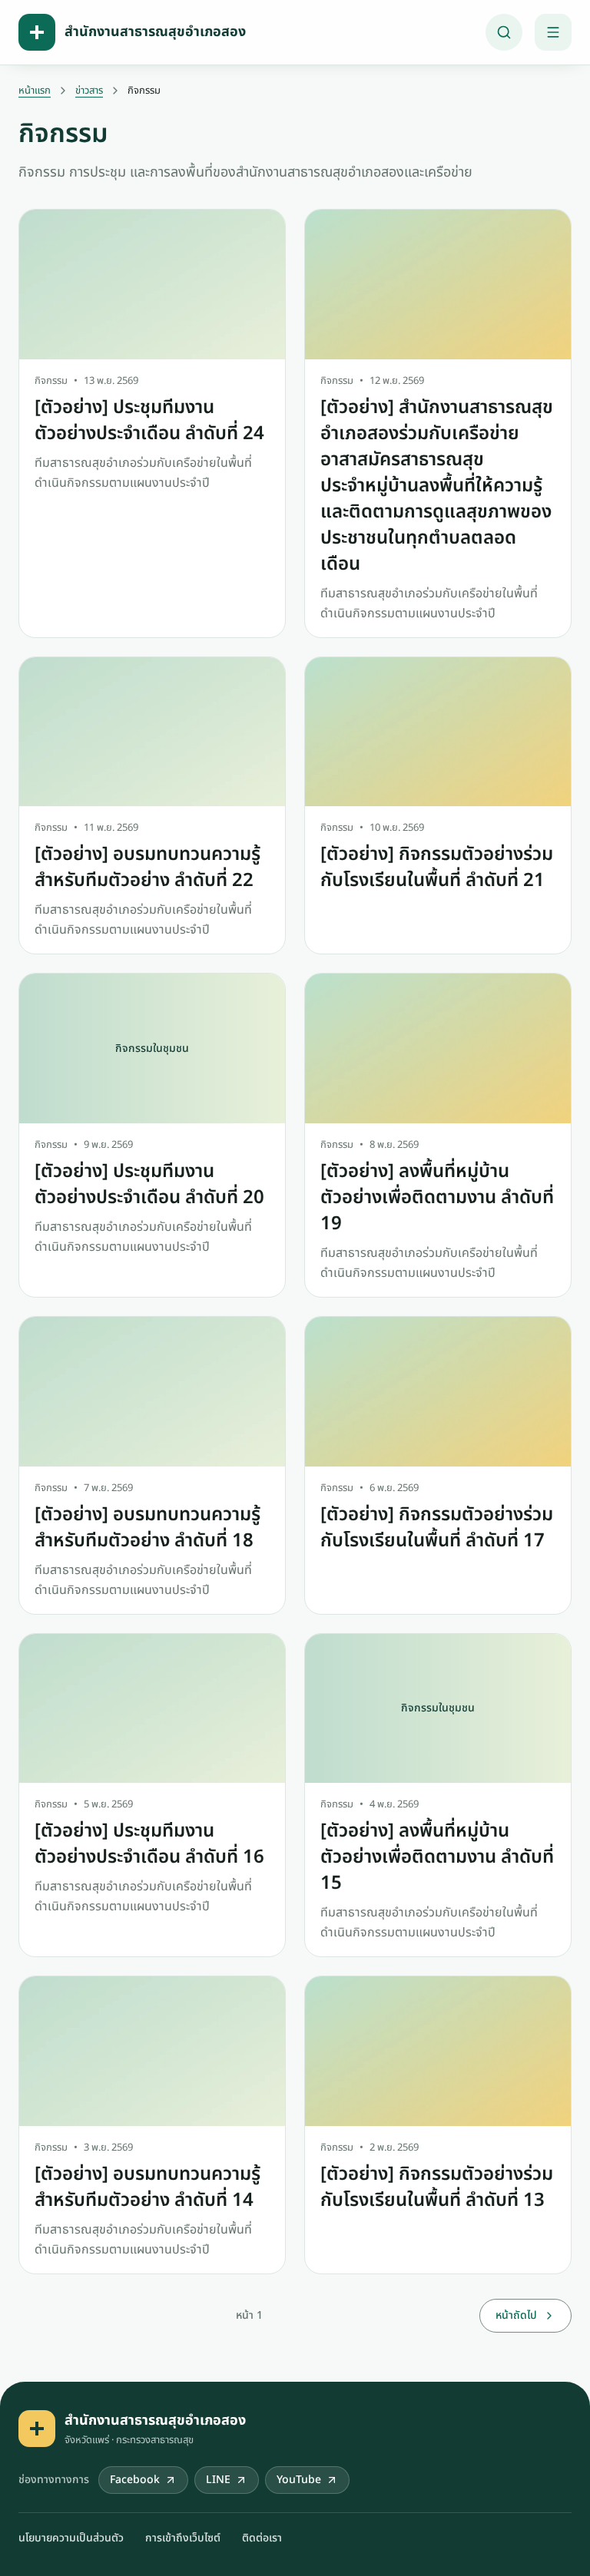 สำนักงานสาธารณสุขอำเภอสอง
หน้าแรก
ข่าวสาร
กิจกรรม
กิจกรรม
กิจกรรม การประชุม และการลงพื้นที่ของสำนักงานสาธารณสุขอำเภอสองและเครือข่าย
กิจกรรม • 13 พ.ย. 2569
[ตัวอย่าง] ประชุมทีมงาน
ตัวอย่างประจำเดือน ลำดับที่ 24
ทีมสาธารณสุขอำเภอร่วมกับเครือข่ายในพื้นที่
ดำเนินกิจกรรมตามแผนงานประจำปี
กิจกรรม • 12 พ.ย. 2569
[ตัวอย่าง] สำนักงานสาธารณสุข
อำเภอสองร่วมกับเครือข่าย
อาสาสมัครสาธารณสุข
ประจำหมู่บ้านลงพื้นที่ให้ความรู้
และติดตามการดูแลสุขภาพของ
ประชาชนในทุกตำบลตลอด
เดือน
ทีมสาธารณสุขอำเภอร่วมกับเครือข่ายในพื้นที่
ดำเนินกิจกรรมตามแผนงานประจำปี
กิจกรรม • 11 พ.ย. 2569
[ตัวอย่าง] อบรมทบทวนความรู้
สำหรับทีมตัวอย่าง ลำดับที่ 22
ทีมสาธารณสุขอำเภอร่วมกับเครือข่ายในพื้นที่
ดำเนินกิจกรรมตามแผนงานประจำปี
กิจกรรม • 10 พ.ย. 2569
[ตัวอย่าง] กิจกรรมตัวอย่างร่วม
กับโรงเรียนในพื้นที่ ลำดับที่ 21
กิจกรรมในชุมชน
กิจกรรม • 9 พ.ย. 2569
[ตัวอย่าง] ประชุมทีมงาน
ตัวอย่างประจำเดือน ลำดับที่ 20
ทีมสาธารณสุขอำเภอร่วมกับเครือข่ายในพื้นที่
ดำเนินกิจกรรมตามแผนงานประจำปี
กิจกรรม • 8 พ.ย. 2569
[ตัวอย่าง] ลงพื้นที่หมู่บ้าน
ตัวอย่างเพื่อติดตามงาน ลำดับที่
19
ทีมสาธารณสุขอำเภอร่วมกับเครือข่ายในพื้นที่
ดำเนินกิจกรรมตามแผนงานประจำปี
กิจกรรม • 7 พ.ย. 2569
[ตัวอย่าง] อบรมทบทวนความรู้
สำหรับทีมตัวอย่าง ลำดับที่ 18
ทีมสาธารณสุขอำเภอร่วมกับเครือข่ายในพื้นที่
ดำเนินกิจกรรมตามแผนงานประจำปี
กิจกรรม • 6 พ.ย. 2569
[ตัวอย่าง] กิจกรรมตัวอย่างร่วม
กับโรงเรียนในพื้นที่ ลำดับที่ 17
กิจกรรม • 5 พ.ย. 2569
[ตัวอย่าง] ประชุมทีมงาน
ตัวอย่างประจำเดือน ลำดับที่ 16
ทีมสาธารณสุขอำเภอร่วมกับเครือข่ายในพื้นที่
ดำเนินกิจกรรมตามแผนงานประจำปี
กิจกรรมในชุมชน
กิจกรรม • 4 พ.ย. 2569
[ตัวอย่าง] ลงพื้นที่หมู่บ้าน
ตัวอย่างเพื่อติดตามงาน ลำดับที่
15
ทีมสาธารณสุขอำเภอร่วมกับเครือข่ายในพื้นที่
ดำเนินกิจกรรมตามแผนงานประจำปี
กิจกรรม • 3 พ.ย. 2569
[ตัวอย่าง] อบรมทบทวนความรู้
สำหรับทีมตัวอย่าง ลำดับที่ 14
ทีมสาธารณสุขอำเภอร่วมกับเครือข่ายในพื้นที่
ดำเนินกิจกรรมตามแผนงานประจำปี
กิจกรรม • 2 พ.ย. 2569
[ตัวอย่าง] กิจกรรมตัวอย่างร่วม
กับโรงเรียนในพื้นที่ ลำดับที่ 13
หน้า 1
หน้าถัดไป
สำนักงานสาธารณสุขอำเภอสอง
จังหวัดแพร่ · กระทรวงสาธารณสุข
ช่องทางทางการ
Facebook
LINE
YouTube
นโยบายความเป็นส่วนตัว
การเข้าถึงเว็บไซต์
ติดต่อเรา